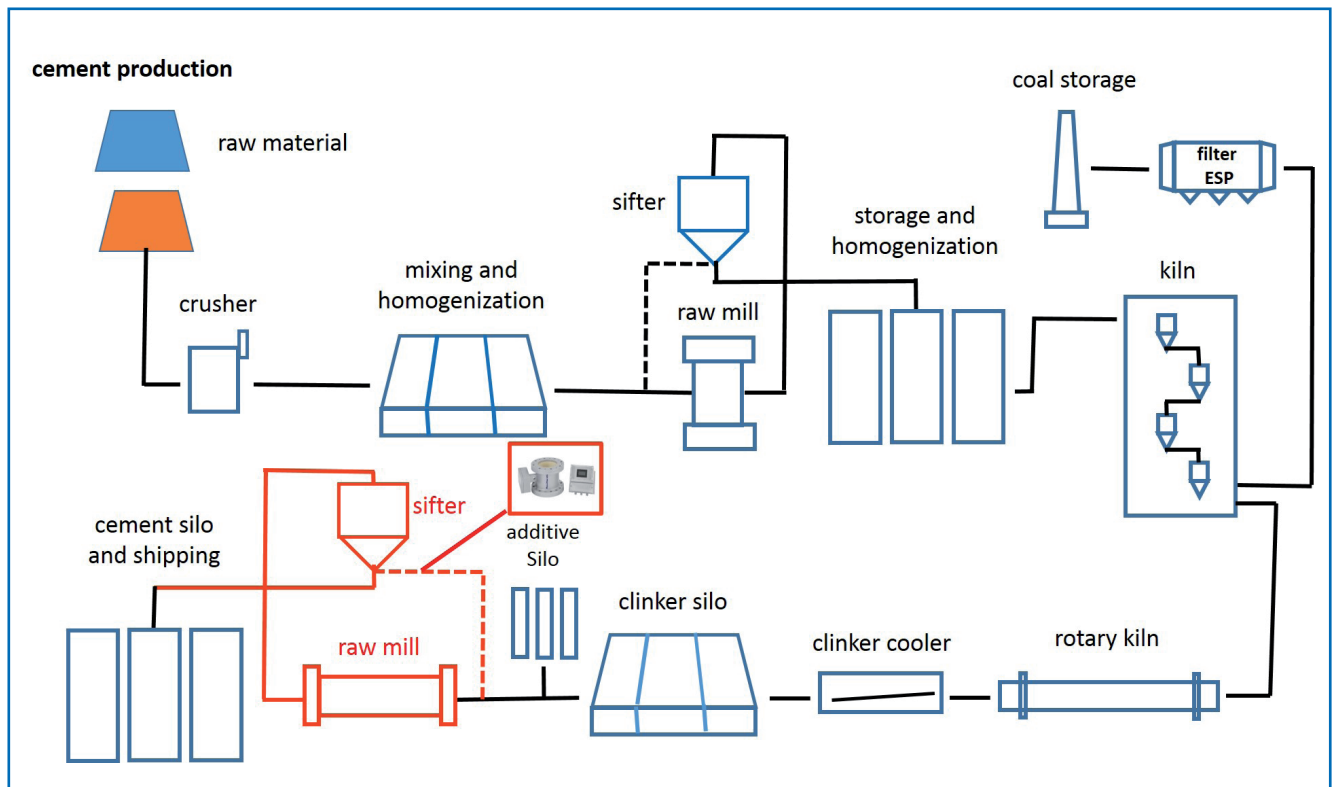 cement production
raw material
crusher
mixing and
homogenization
sifter
raw mill
storage and
homogenization
coal storage
filter
ESP
kiln
cement silo
and shipping
sifter
raw mill
additive
Silo
clinker silo
clinker cooler
rotary kiln